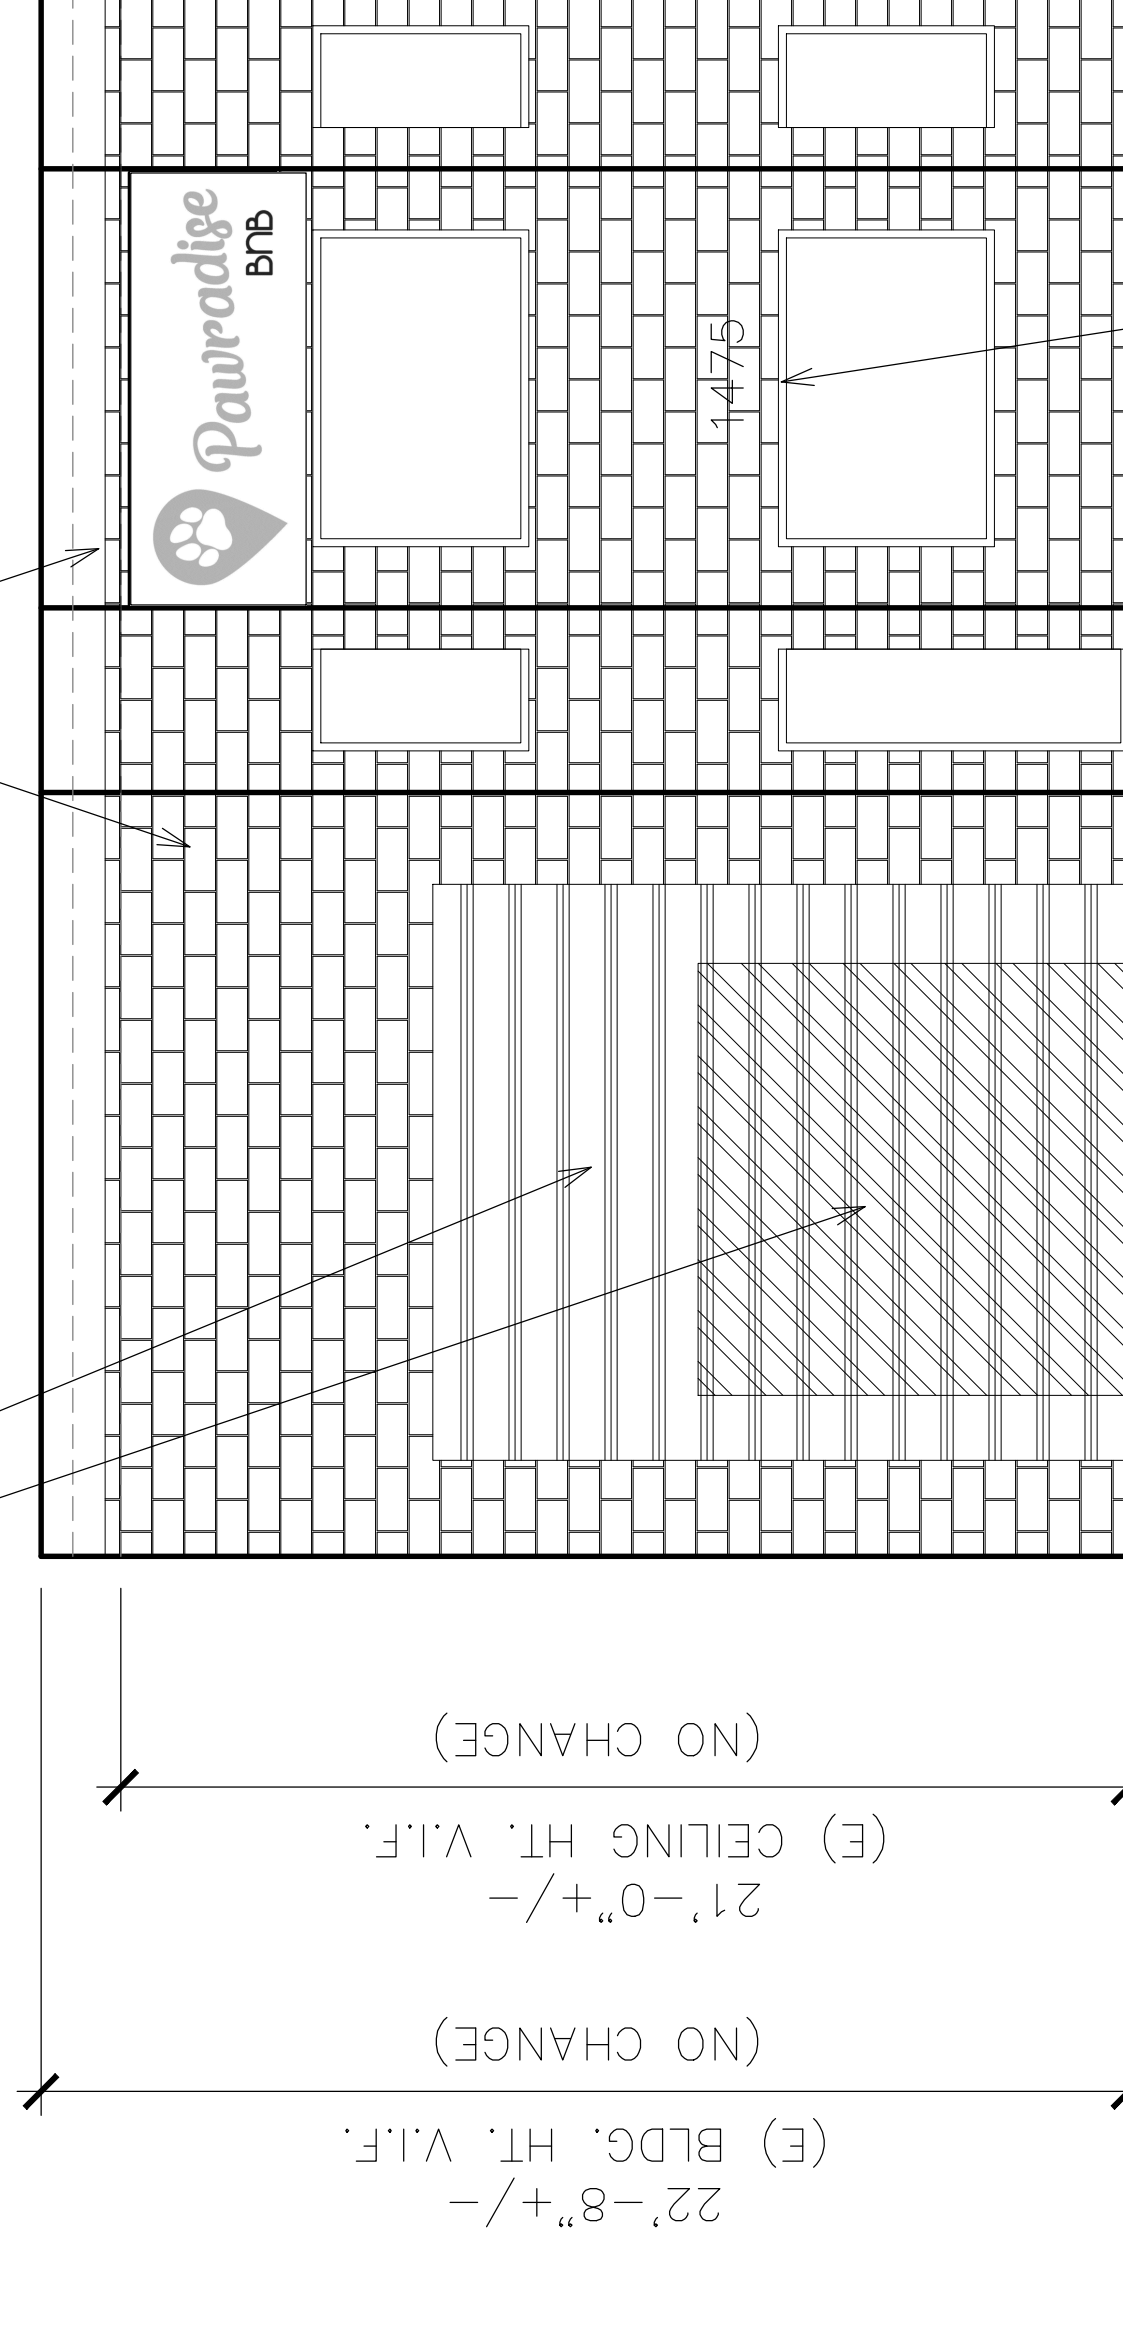 Pawradise
BNB
1475
(NO CHANGE)
(E) CEILING HT. V.I.F.
21'-0"+/-
(NO CHANGE)
(E) BLDG. HT. V.I.F.
22'-8"+/-